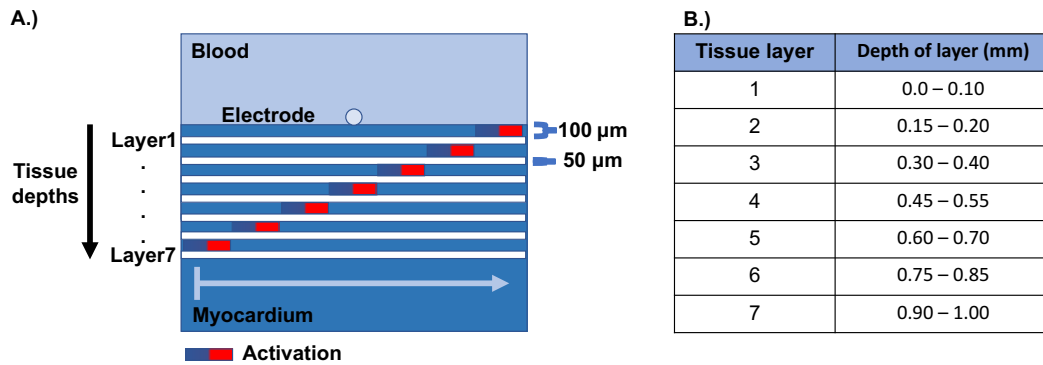 A.)
Blood
Electrode
Layer1
.
.
.
.
Layer7
Tissue
depths
100 µm
50 µm
Myocardium
Activation
B.)
Tissue layer Depth of layer (mm)
1 0.0 – 0.10
2 0.15 – 0.20
3 0.30 – 0.40
4 0.45 – 0.55
5 0.60 – 0.70
6 0.75 – 0.85
7 0.90 – 1.00